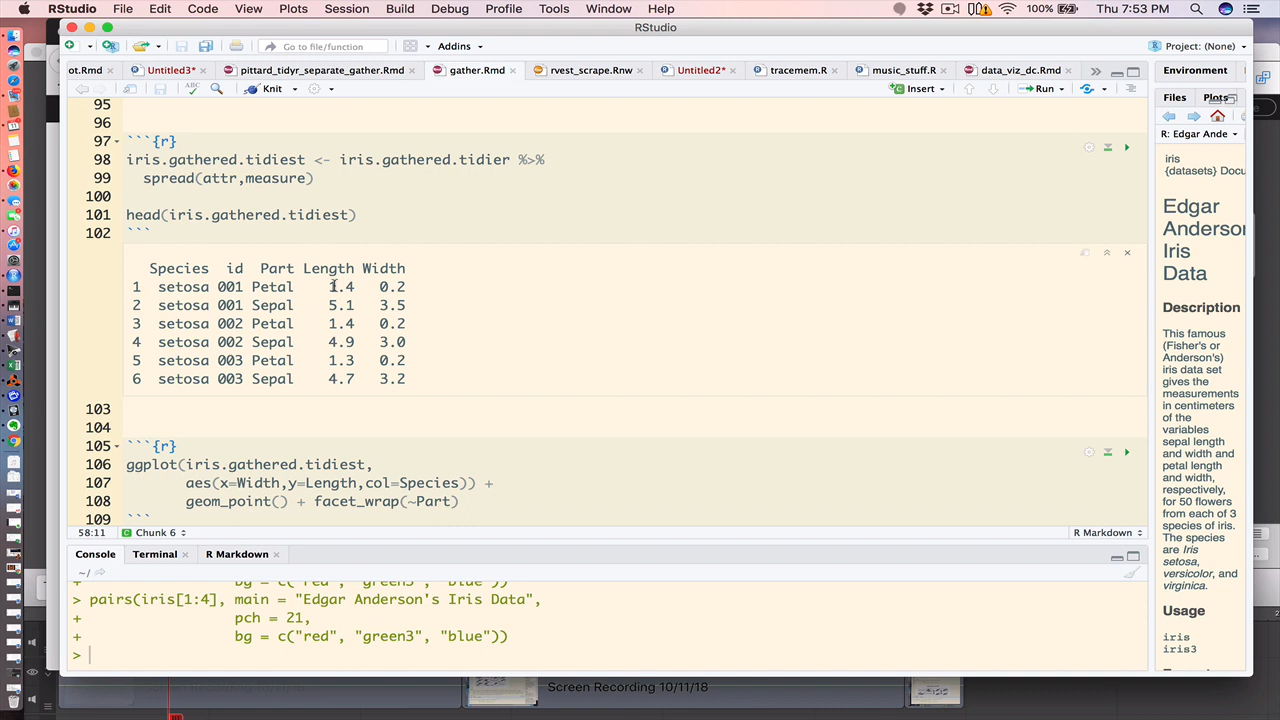 RStudio File Edit Code View Plots Session Build Debug Profile Tools Window Help 100% Thu 7:53 PM
RStudio
Go to file/function Addins Project: (None)
ot.Rmd Untitled3* pittard_tidyr_separate_gather.Rmd gather.Rmd rvest_scrape.Rnw Untitled2* tracemem.R music_stuff.R data_viz_dc.Rmd Environment
Knit Insert Run Files Plots
R: Edgar Ande
95
96
97 ```{r}
98 iris.gathered.tidiest <- iris.gathered.tidier %>%
99 spread(attr,measure)
100
101 head(iris.gathered.tidiest)
102 ```
Species id Part Length Width
1 setosa 001 Petal 1.4 0.2
2 setosa 001 Sepal 5.1 3.5
3 setosa 002 Petal 1.4 0.2
4 setosa 002 Sepal 4.9 3.0
5 setosa 003 Petal 1.3 0.2
6 setosa 003 Sepal 4.7 3.2
103
104
105 ```{r}
106 ggplot(iris.gathered.tidiest,
107 aes(x=Width,y=Length,col=Species)) +
108 geom_point() + facet_wrap(~Part)
109 ```
58:11 Chunk 6 R Markdown
Console Terminal R Markdown
~/
+ bg = c("red", "green3", "blue"))
> pairs(iris[1:4], main = "Edgar Anderson's Iris Data",
+ pch = 21,
+ bg = c("red", "green3", "blue"))
>
iris
{datasets} Docu
Edgar
Anderson
Iris
Data
Description
This famous
(Fisher's or
Anderson's)
iris data set
gives the
measurements
in centimeters
of the
variables
sepal length
and width and
petal length
and width,
respectively,
for 50 flowers
from each of 3
species of iris.
The species
are Iris
setosa,
versicolor, and
virginica.
Usage
iris
iris3
Screen Recording 10/11/18